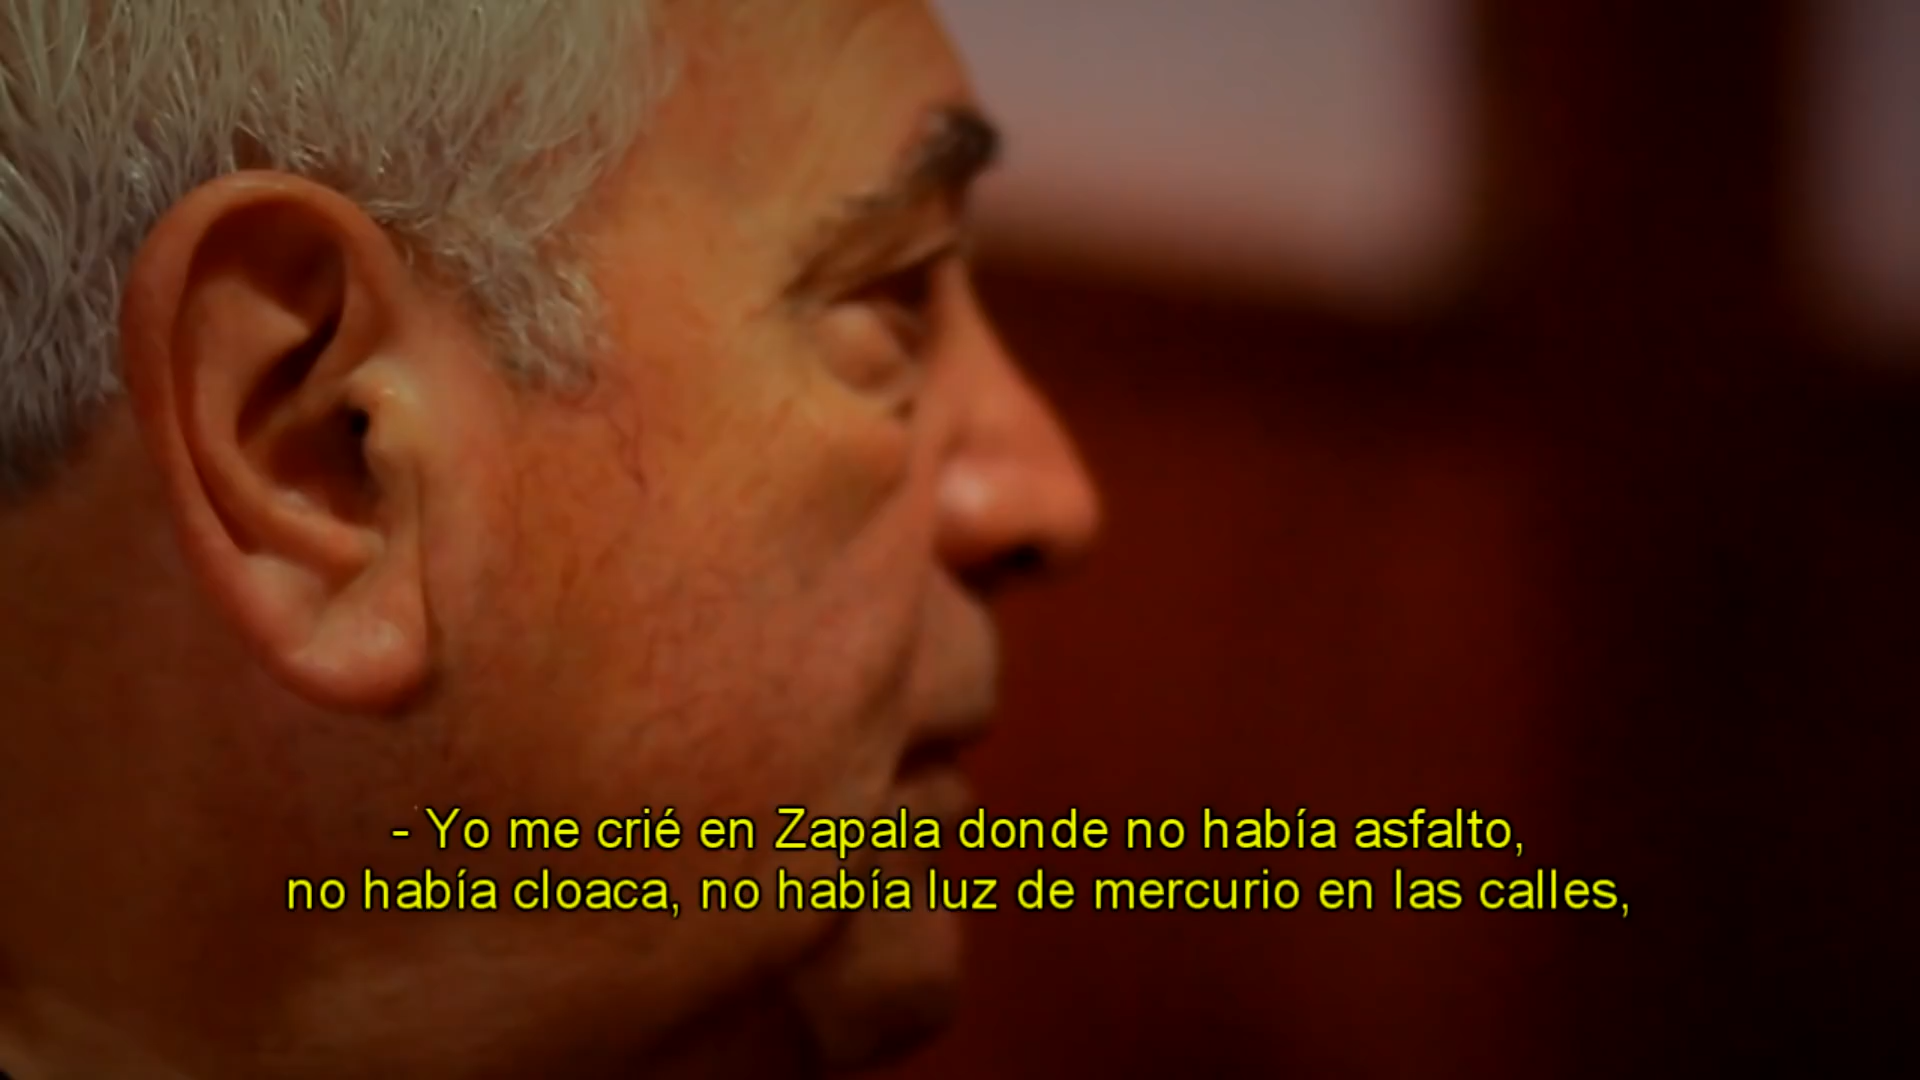 - Yo me crié en Zapala donde no había asfalto,
no había cloaca, no había luz de mercurio en las calles,